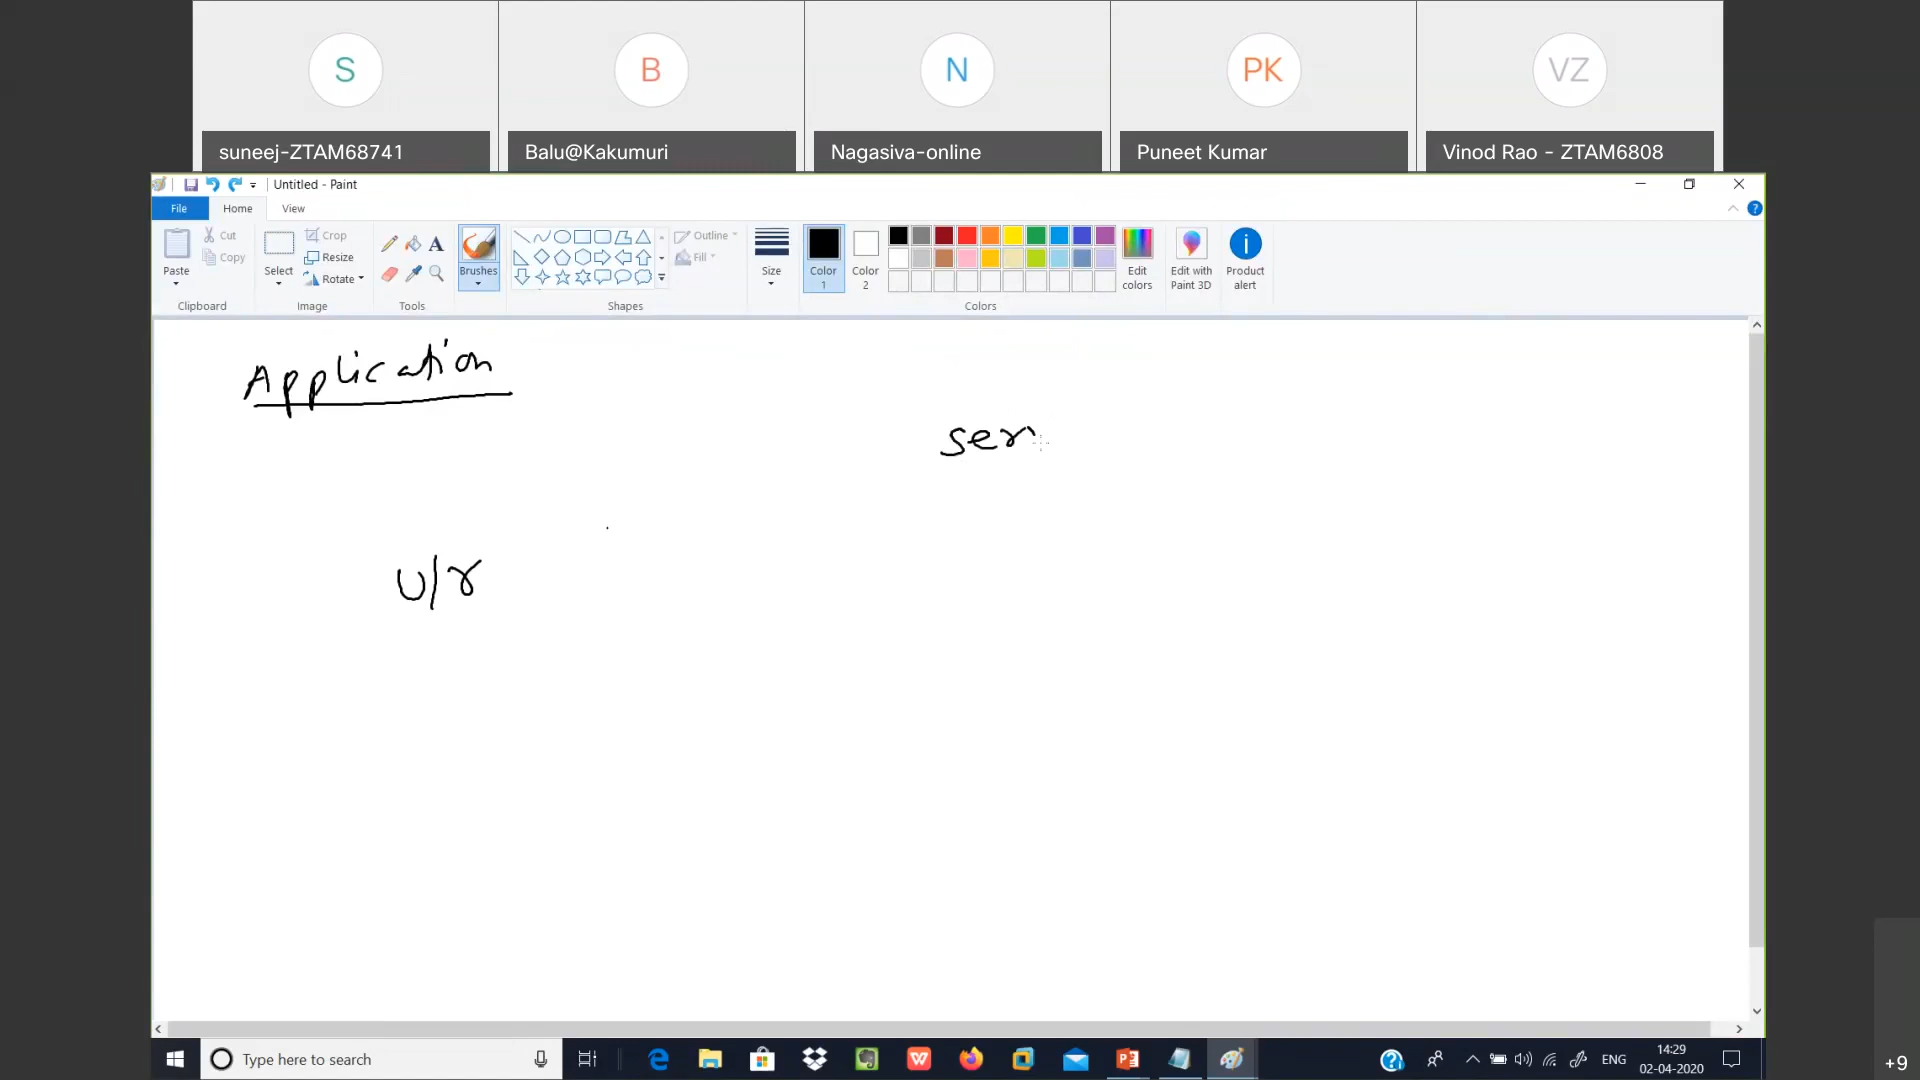 S
B
N
PK
VZ
suneej-ZTAM68741
Balu@Kakumuri
Nagasiva-online
Puneet Kumar
Vinod Rao - ZTAM6808
Untitled - Paint
File
Home
View
Paste
Cut
Copy
Clipboard
Select
Crop
Resize
Rotate
Image
A
Tools
Brushes
Shapes
Outline
Fill
Size
Color
1
Color
2
Edit
colors
Colors
Edit with
Paint 3D
Product
alert
Application
ser
U/r
Type here to search
ENG
14:29
02-04-2020
+9